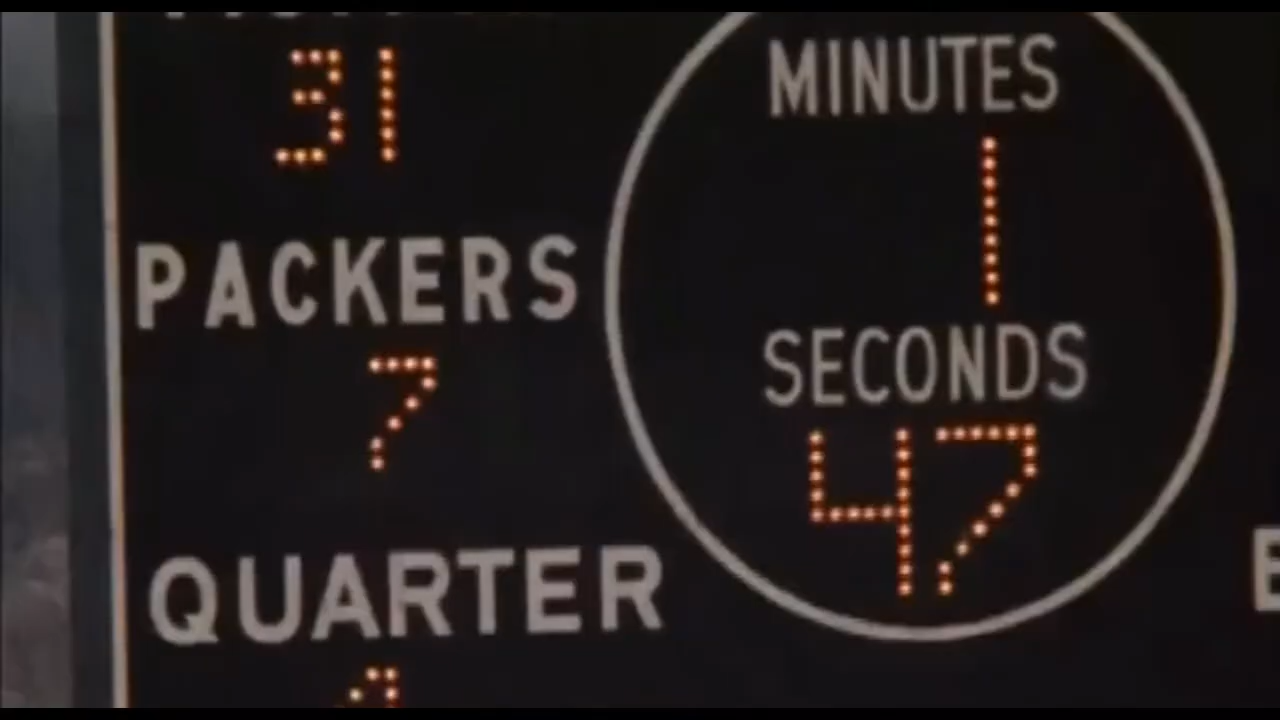 31
PACKERS
7
QUARTER
MINUTES
1
SECONDS
47